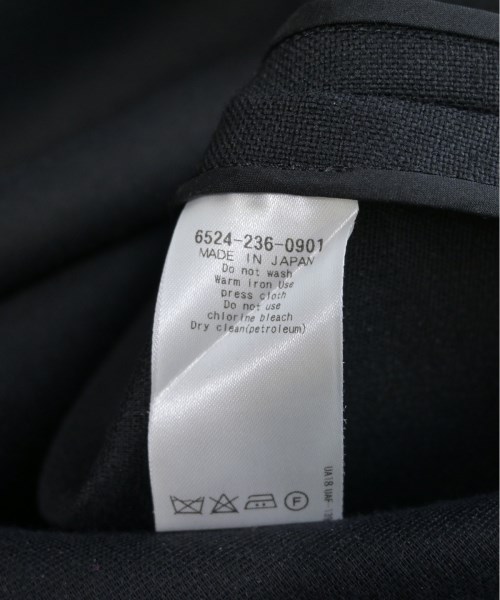 6524-236-0901
MADE IN JAPAN
Do not wash
Warm iron Use
press cloth
Do not use
chlorine bleach
Dry clean(petroleum)
F